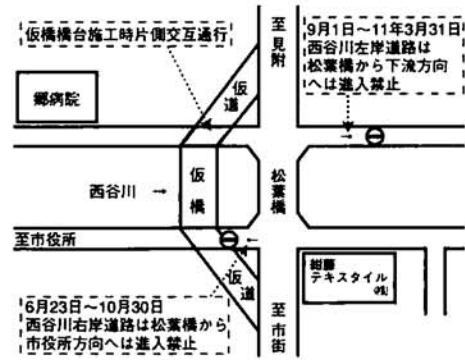 仮橋橋台施工時片側交互通行
至見附
9月1日〜11年3月31日
西谷川左岸道路は
松葉橋から下流方向
へは進入禁止
郷病院
仮道
→
西谷川 →
仮橋
松葉橋
至市役所
←
仮道
紺藤
テキスタイル
㈱
至市街
6月23日〜10月30日
西谷川右岸道路は松葉橋から
市役所方向へは進入禁止